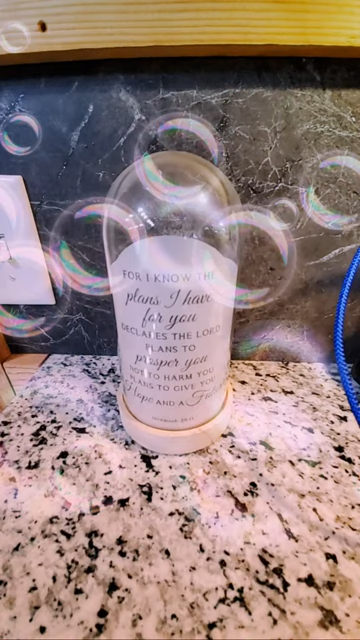 FOR I KNOW THE
plans I have
for you
DECLARES THE LORD
PLANS TO
prosper you
NOT TO HARM YOU
PLANS TO GIVE YOU
Hope AND A Future